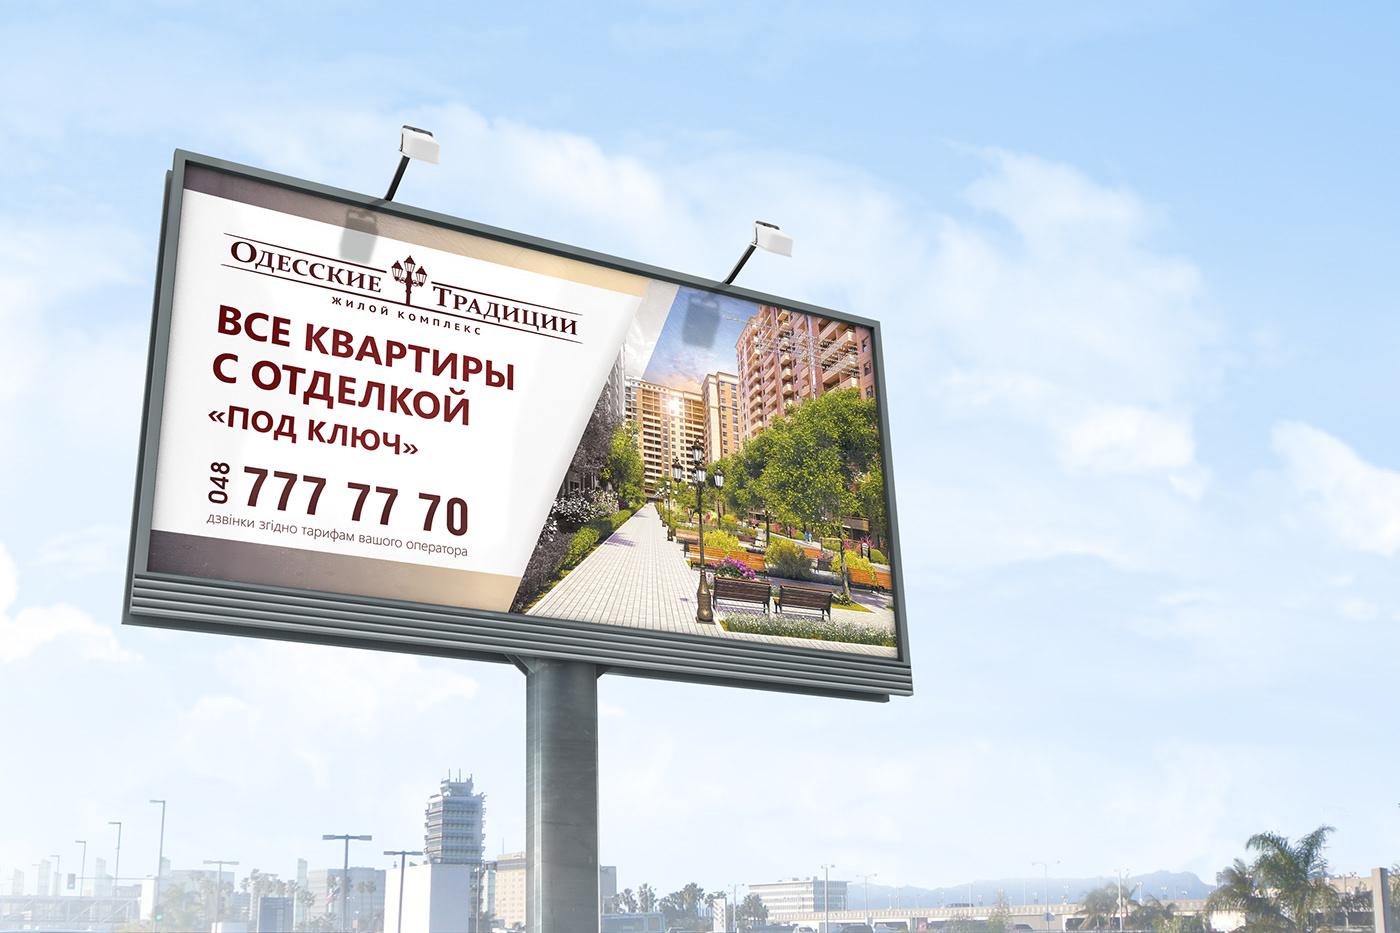 Одесские Традиции
жилой комплекс
ВСЕ КВАРТИРЫ
С ОТДЕЛКОЙ
«ПОД КЛЮЧ»
048 777 77 70
дзвінки згідно тарифам вашого оператора